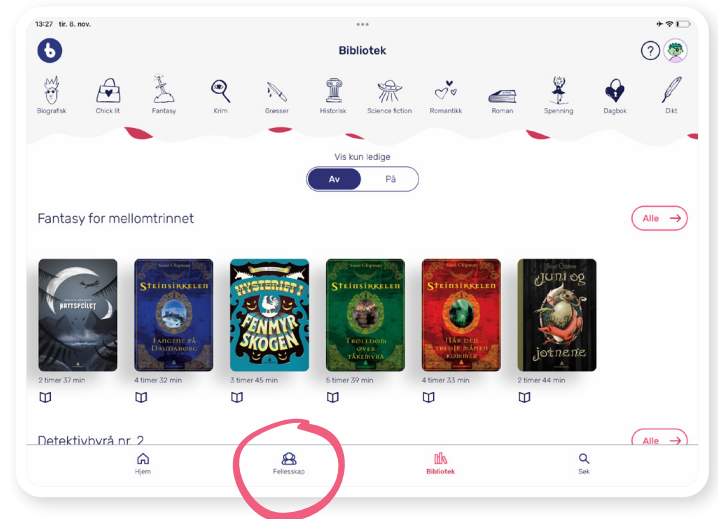 13:27 tir. 8. nov.
Bibliotek
?
Biografisk Chick lit Fantasy Krim Grøsser Historisk Science fiction Romantikk Roman Spenning Dagbok Dikt
Vis kun ledige
Av På
Fantasy for mellomtrinnet
Alle →
NATTSPEILET
STEINSIRKELEN
FANGENE PÅ
DAUDABORG
MYSTERIET I
FENMYR
SKOGEN
STEINSIRKELEN
TROLLDOM
OVER
TÅKEMYRA
STEINSIRKELEN
NÅR DEN
TREDJE MÅNEN
KOMMER
JUNI og
jotnene
2 timer 37 min 4 timer 32 min 3 timer 45 min 5 timer 39 min 4 timer 33 min 2 timer 44 min
Detektivbyrå nr. 2
Alle →
Hjem Fellesskap Bibliotek Søk